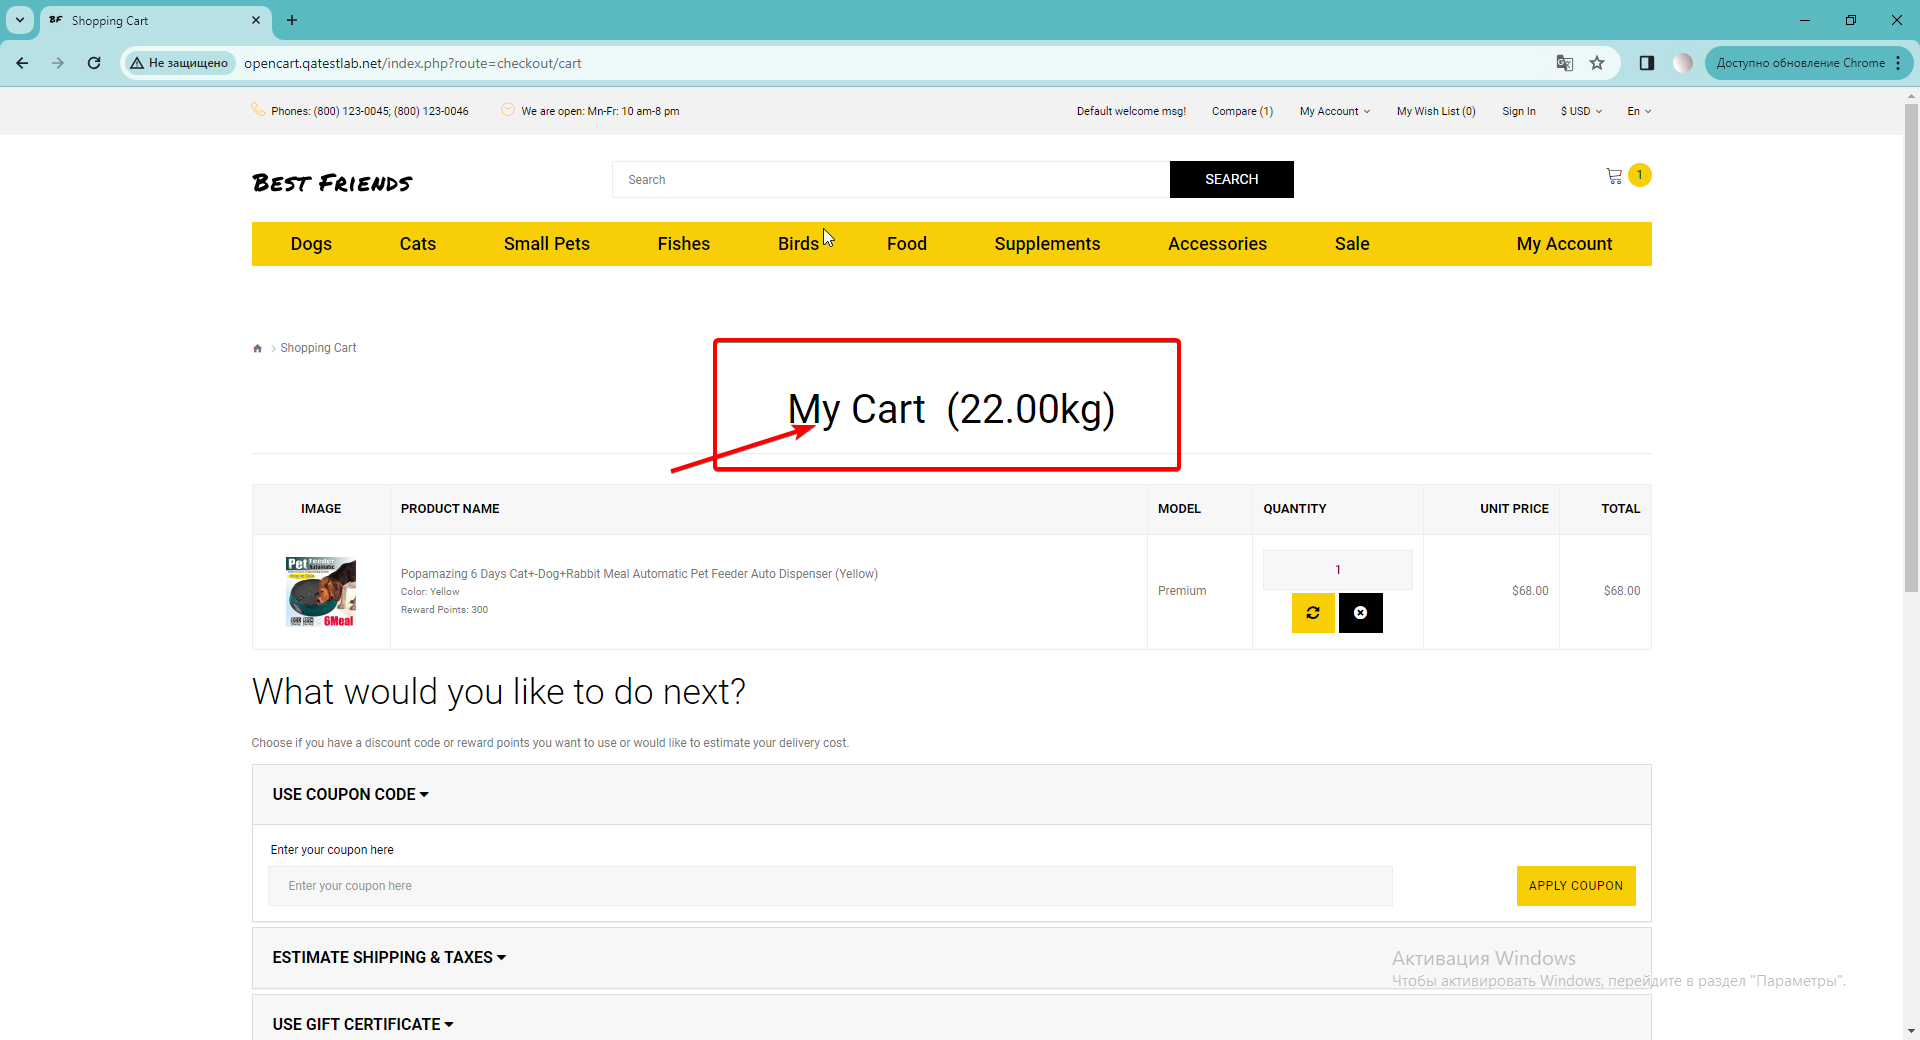 BF Shopping Cart
Не защищено opencart.qatestlab.net/index.php?route=checkout/cart Доступно обновление Chrome
Phones: (800) 123-0045; (800) 123-0046 We are open: Mn-Fr: 10 am-8 pm Default welcome msg! Compare (1) My Account My Wish List (0) Sign In $ USD En
Best Friends Search SEARCH 1
Dogs Cats Small Pets Fishes Birds Food Supplements Accessories Sale My Account
Shopping Cart
My Cart (22.00kg)
IMAGE PRODUCT NAME MODEL QUANTITY UNIT PRICE TOTAL
Pet Feeder Automatic
6Meal
Popamazing 6 Days Cat+-Dog+Rabbit Meal Automatic Pet Feeder Auto Dispenser (Yellow)
Color: Yellow
Reward Points: 300
Premium 1 $68.00 $68.00
What would you like to do next?
Choose if you have a discount code or reward points you want to use or would like to estimate your delivery cost.
USE COUPON CODE
Enter your coupon here
Enter your coupon here APPLY COUPON
ESTIMATE SHIPPING & TAXES
Активация Windows
Чтобы активировать Windows, перейдите в раздел "Параметры".
USE GIFT CERTIFICATE